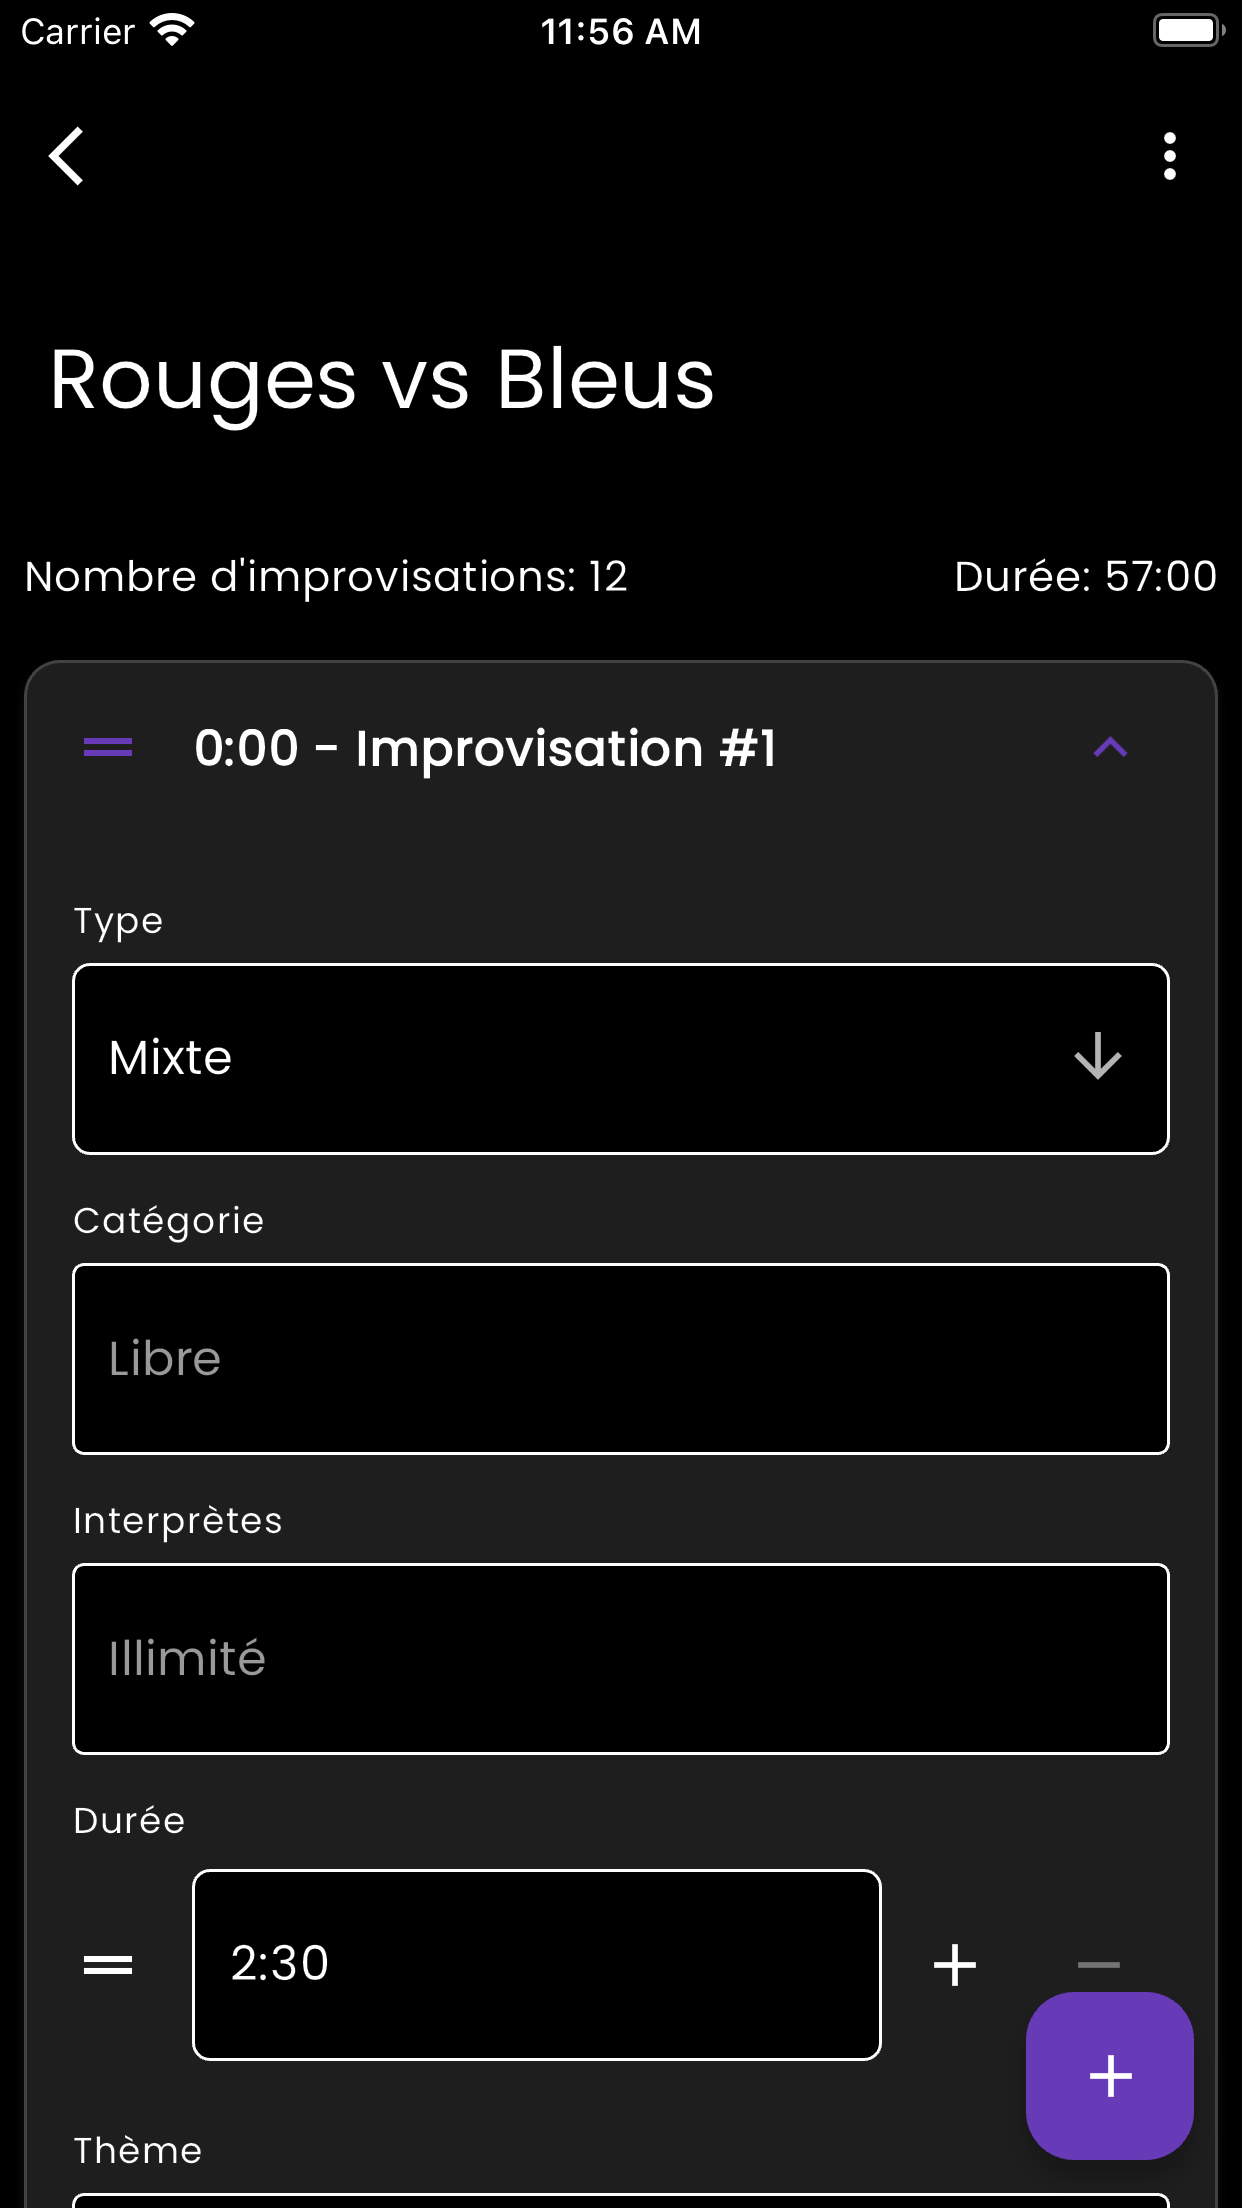 Carrier 11:56 AM
Rouges vs Bleus
Nombre d'improvisations: 12 Durée: 57:00
0:00 - Improvisation #1
Type
Mixte
Catégorie
Libre
Interprètes
Illimité
Durée
2:30
Thème